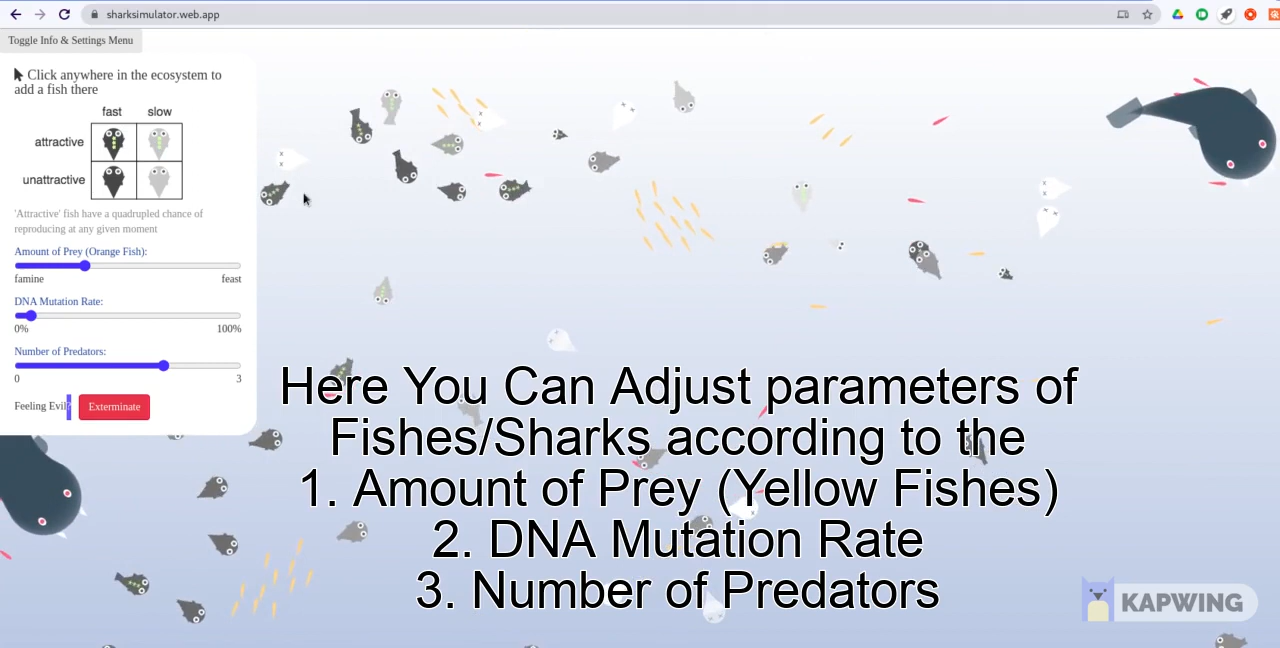 sharksimulator.web.app
Toggle Info & Settings Menu
Click anywhere in the ecosystem to
add a fish there
fast slow
attractive
unattractive
'Attractive' fish have a quadrupled chance of
reproducing at any given moment
Amount of Prey (Orange Fish):
famine feast
DNA Mutation Rate:
0% 100%
Number of Predators:
0 3
Feeling Evil? Exterminate
Here You Can Adjust parameters of
Fishes/Sharks according to the
1. Amount of Prey (Yellow Fishes)
2. DNA Mutation Rate
3. Number of Predators
KAPWING